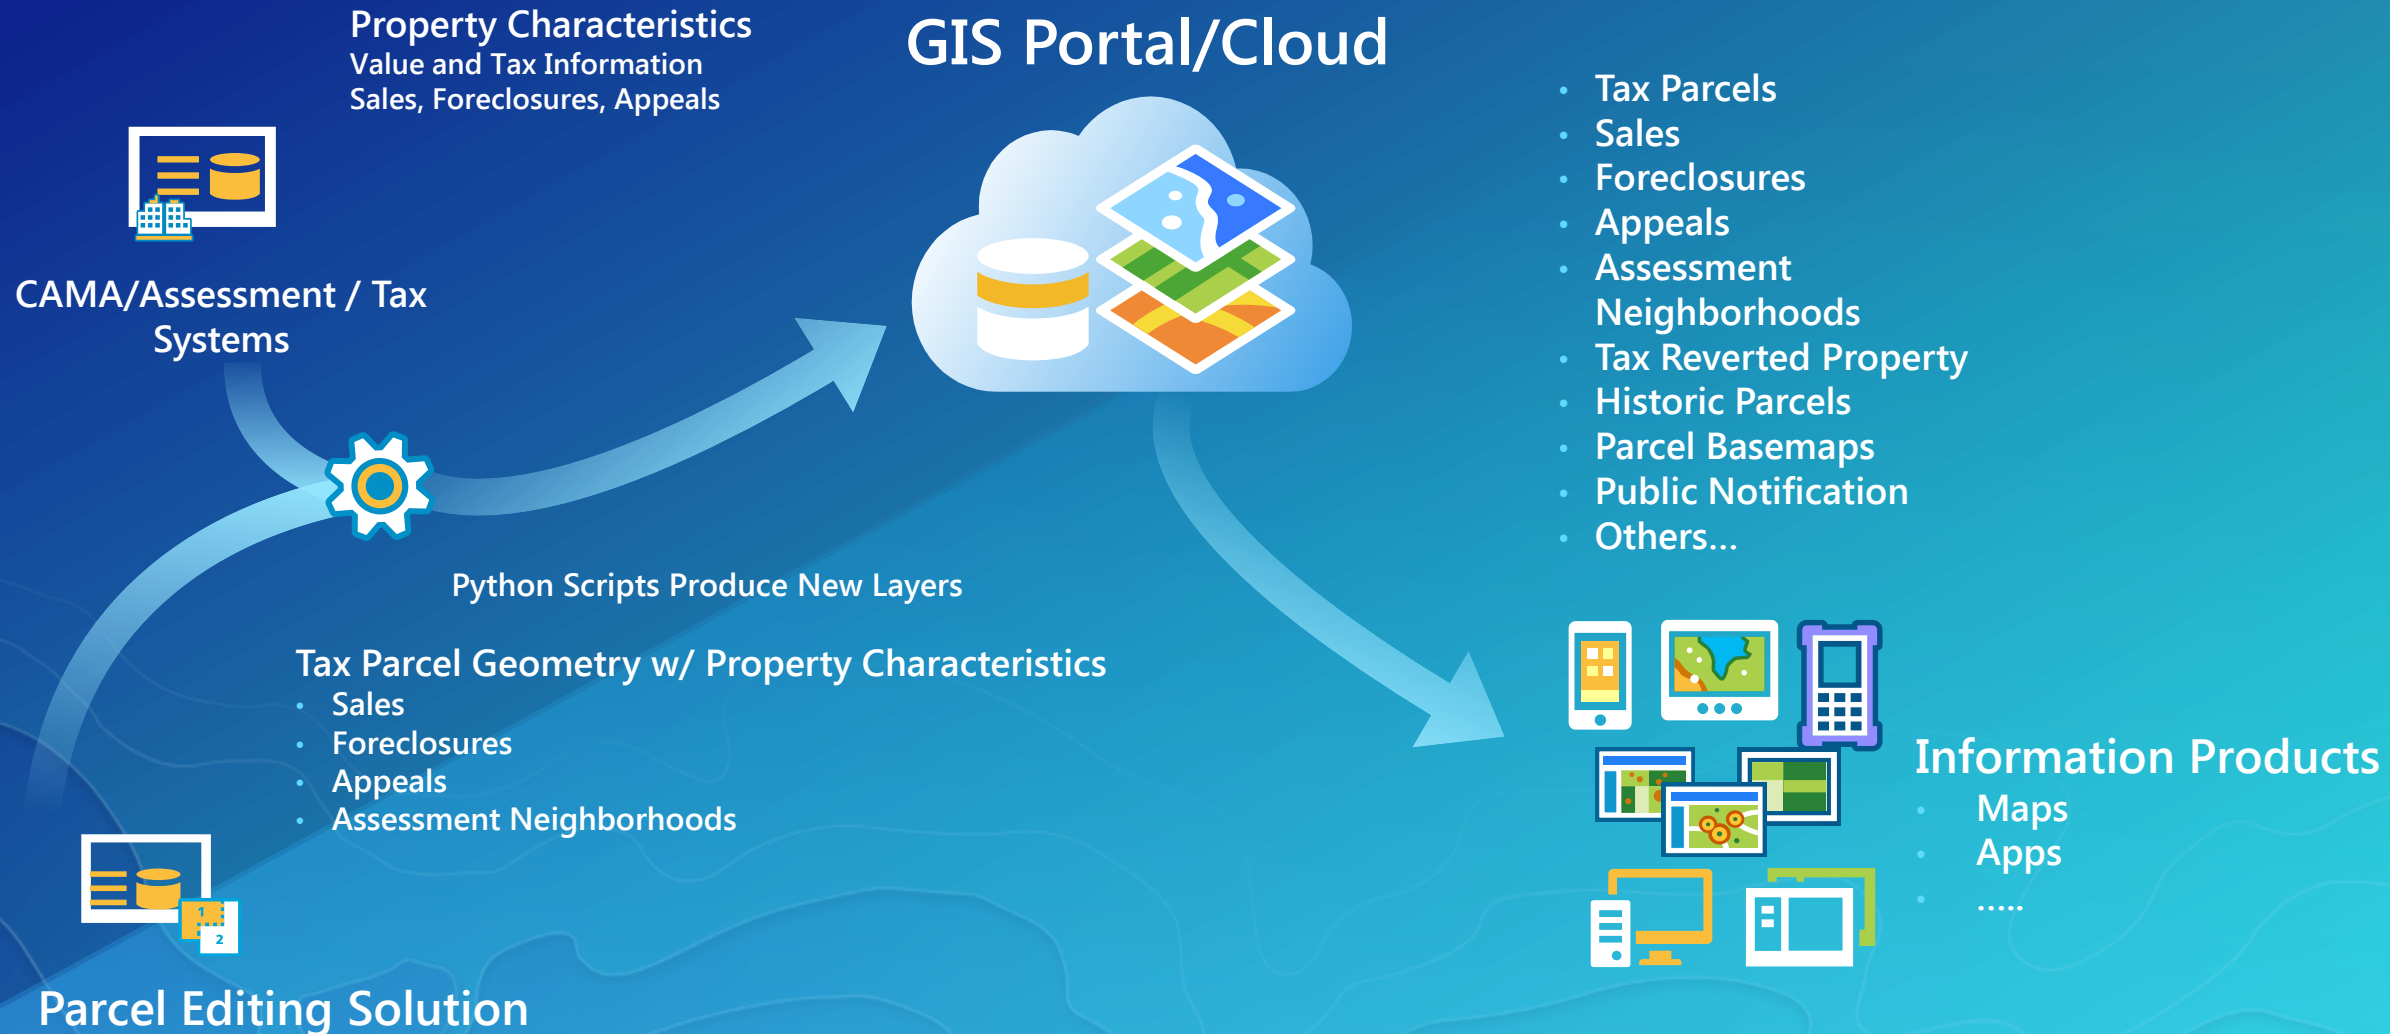 Property Characteristics
Value and Tax Information
Sales, Foreclosures, Appeals
GIS Portal/Cloud
CAMA/Assessment / Tax
Systems
• Tax Parcels
• Sales
• Foreclosures
• Appeals
• Assessment
Neighborhoods
• Tax Reverted Property
• Historic Parcels
• Parcel Basemaps
• Public Notification
• Others...
Python Scripts Produce New Layers
Tax Parcel Geometry w/ Property Characteristics
• Sales
• Foreclosures
• Appeals
• Assessment Neighborhoods
1
2
Parcel Editing Solution
Information Products
• Maps
• Apps
• .....